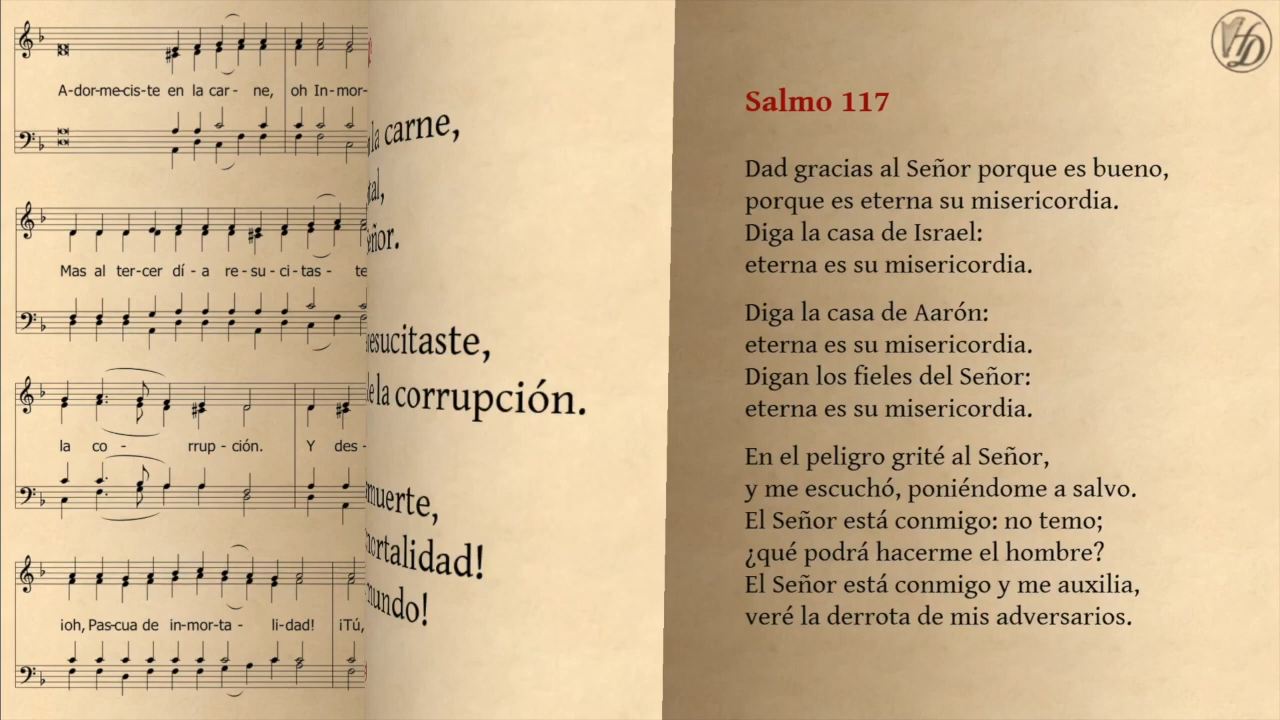 A-dor-me-cis-te en la car - ne, oh In-mor-
Mas al ter-cer dí - a re - su - ci - tas - te
la co - rrup - ción. Y des -
¡oh, Pas-cua de in-mor-ta - li-dad! ¡Tú,
la carne,
resucitaste,
la corrupción.
muerte,
mundo!
Salmo 117
Dad gracias al Señor porque es bueno,
porque es eterna su misericordia.
Diga la casa de Israel:
eterna es su misericordia.
Diga la casa de Aarón:
eterna es su misericordia.
Digan los fieles del Señor:
eterna es su misericordia.
En el peligro grité al Señor,
y me escuchó, poniéndome a salvo.
El Señor está conmigo: no temo;
¿qué podrá hacerme el hombre?
El Señor está conmigo y me auxilia,
veré la derrota de mis adversarios.
HD